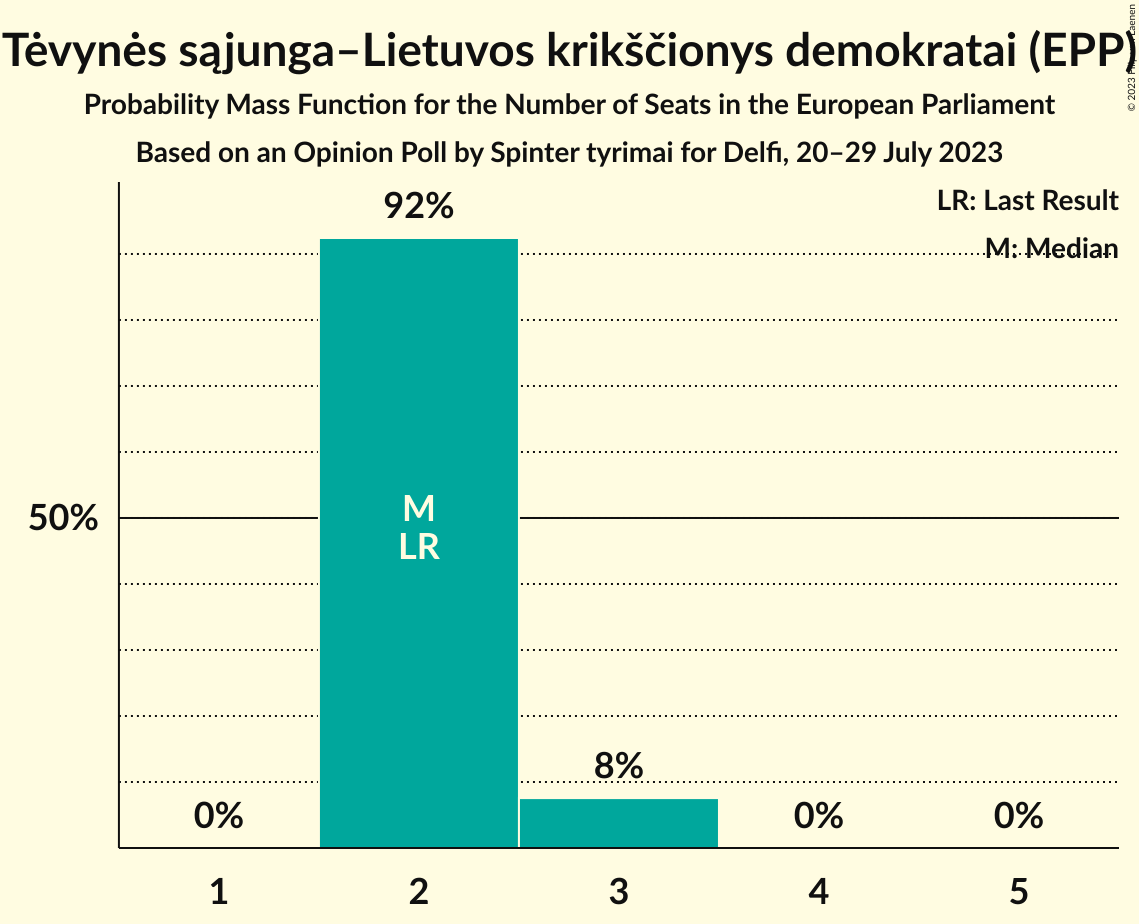 Tėvynės sąjunga–Lietuvos krikščionys demokratai (EPP)
Probability Mass Function for the Number of Seats in the European Parliament
Based on an Opinion Poll by Spinter tyrimai for Delfi, 20–29 July 2023
© 2023 Laenen
LR: Last Result
M: Median
92%
50%
M
LR
8%
0%
0%
0%
1
2
3
4
5